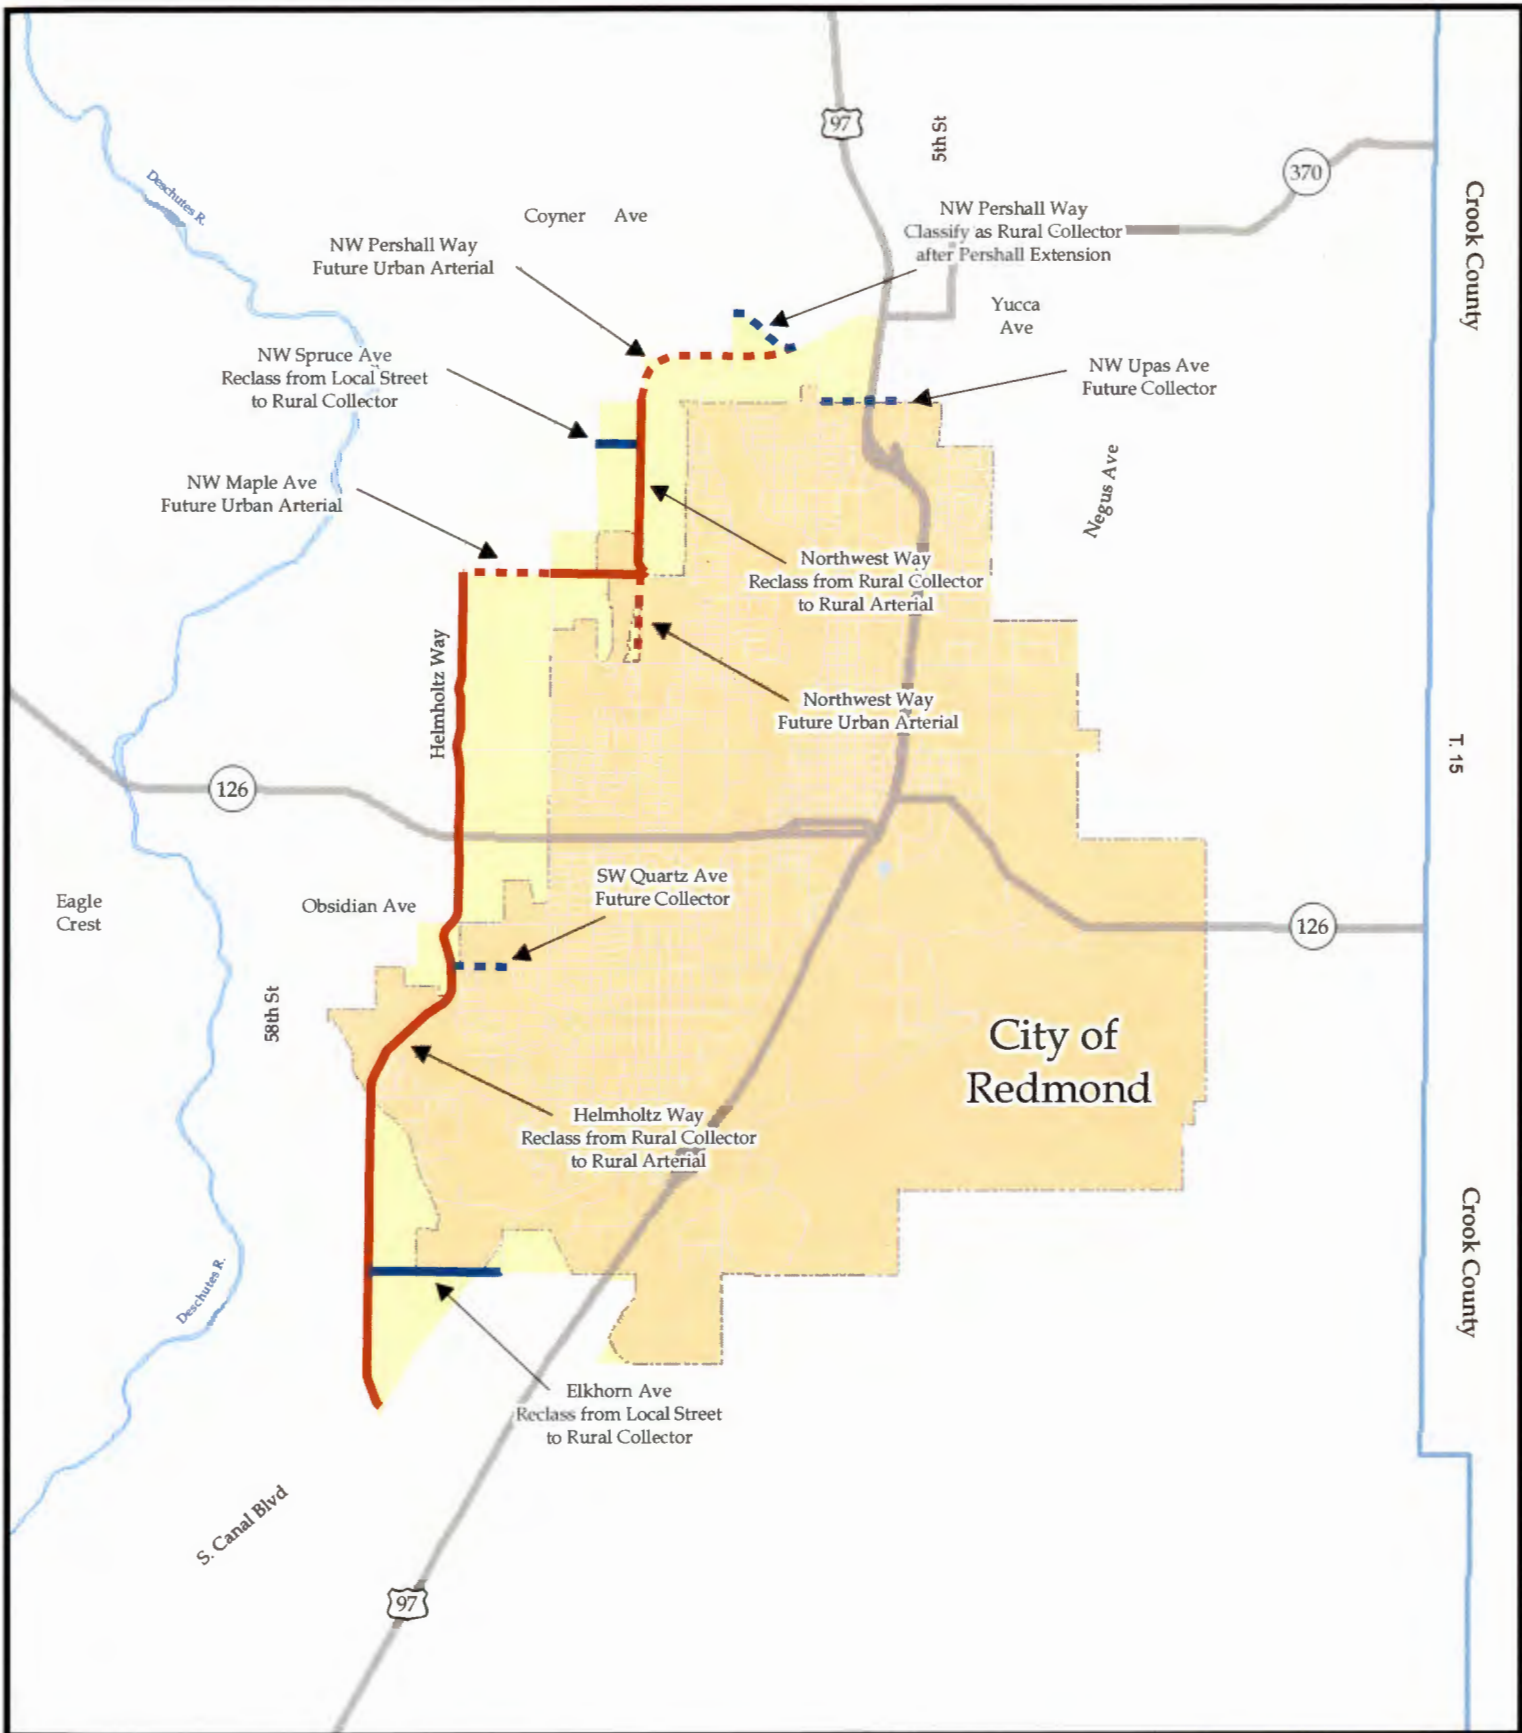 97
5th St
370
Crook County
Deschutes R.
Coyner Ave
NW Pershall Way
Classify as Rural Collector
after Pershall Extension
NW Pershall Way
Future Urban Arterial
Yucca
Ave
NW Spruce Ave
Reclass from Local Street
to Rural Collector
NW Upas Ave
Future Collector
NW Maple Ave
Future Urban Arterial
Negus Ave
Northwest Way
Reclass from Rural Collector
to Rural Arterial
Helmholtz Way
Northwest Way
Future Urban Arterial
T. 15
126
SW Quartz Ave
Future Collector
Eagle
Crest
Obsidian Ave
126
58th St
City of
Redmond
Helmholtz Way
Reclass from Rural Collector
to Rural Arterial
Crook County
Deschutes R.
Elkhorn Ave
Reclass from Local Street
to Rural Collector
S. Canal Blvd
97